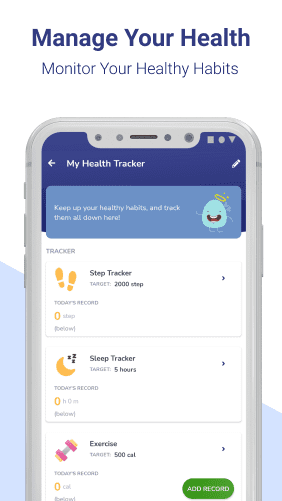 Manage Your Health
Monitor Your Healthy Habits
My Health Tracker
Keep up your healthy habits, and track
them all down here!
TRACKER
Step Tracker
TARGET: 2000 step
TODAY'S RECORD
0 step
(below)
Sleep Tracker
TARGET: 5 hours
TODAY'S RECORD
0 h 0 m
(below)
Exercise
TARGET: 500 cal
TODAY'S RECORD
0 cal
(below)
ADD RECORD